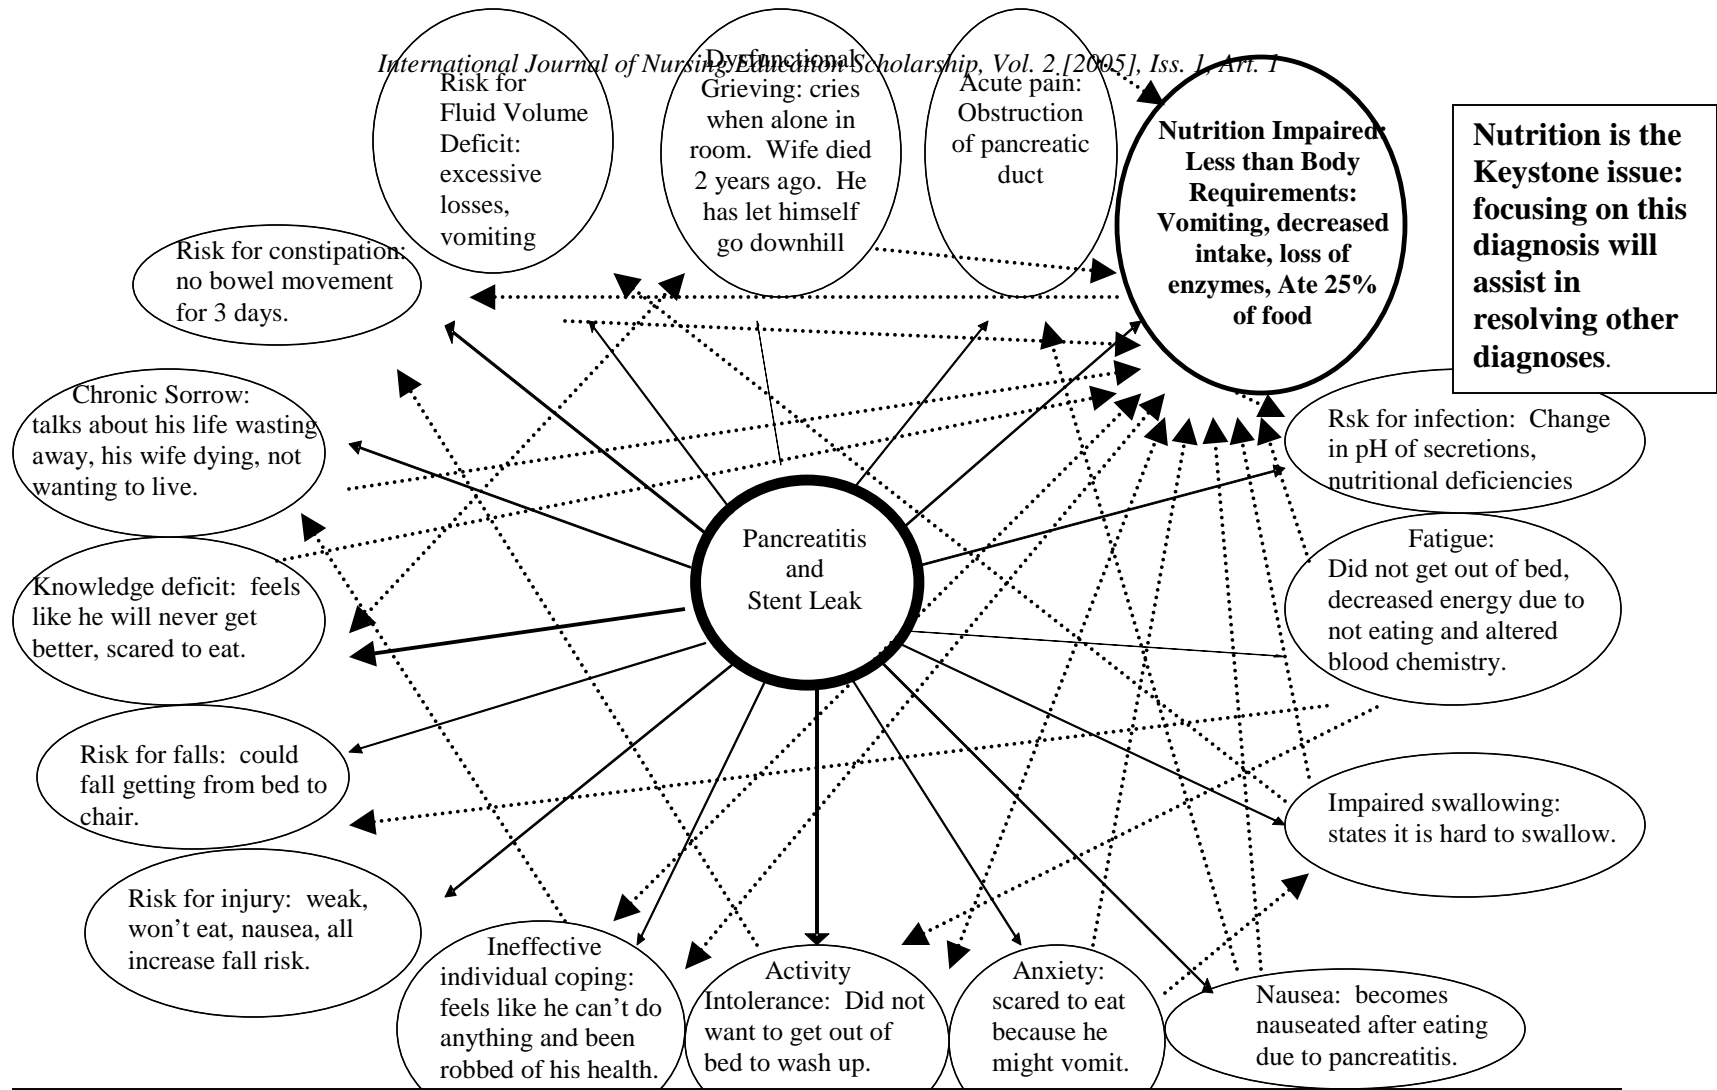 International Journal of Nursing Education Scholarship, Vol. 2 [2005], Iss. 1, Art. 1
Risk for
Fluid Volume
Deficit:
excessive
losses,
vomiting
Dysfunctional
Grieving: cries
when alone in
room. Wife died
2 years ago. He
has let himself
go downhill
Acute pain:
Obstruction
of pancreatic
duct
Nutrition Impaired:
Less than Body
Requirements:
Vomiting, decreased
intake, loss of
enzymes, Ate 25%
of food
Nutrition is the
Keystone issue:
focusing on this
diagnosis will
assist in
resolving other
diagnoses.
Risk for constipation:
no bowel movement
for 3 days.
Chronic Sorrow:
talks about his life wasting
away, his wife dying, not
wanting to live.
Rsk for infection: Change
in pH of secretions,
nutritional deficiencies
Pancreatitis
and
Stent Leak
Fatigue:
Did not get out of bed,
decreased energy due to
not eating and altered
blood chemistry.
Knowledge deficit: feels
like he will never get
better, scared to eat.
Risk for falls: could
fall getting from bed to
chair.
Impaired swallowing:
states it is hard to swallow.
Risk for injury: weak,
won't eat, nausea, all
increase fall risk.
Ineffective
individual coping:
feels like he can't do
anything and been
robbed of his health.
Activity
Intolerance: Did not
want to get out of
bed to wash up.
Anxiety:
scared to eat
because he
might vomit.
Nausea: becomes
nauseated after eating
due to pancreatitis.